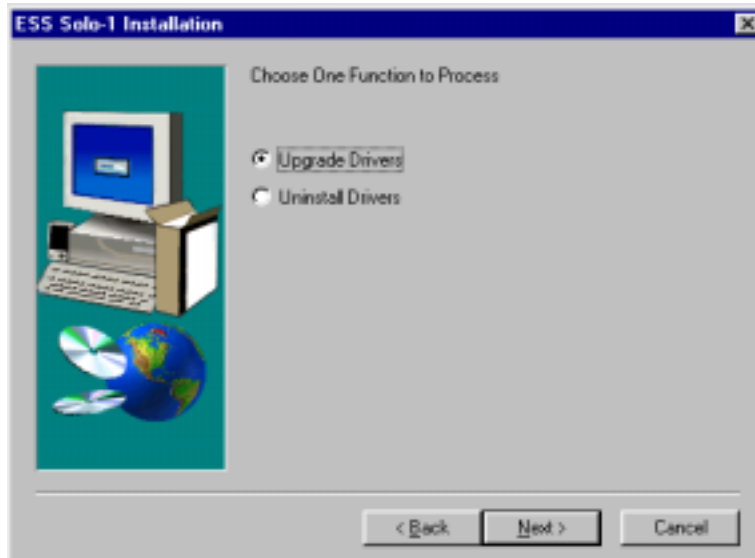 ESS Solo-1 Installation
Choose One Function to Process
Upgrade Drivers
Uninstall Drivers
< Back Next > Cancel